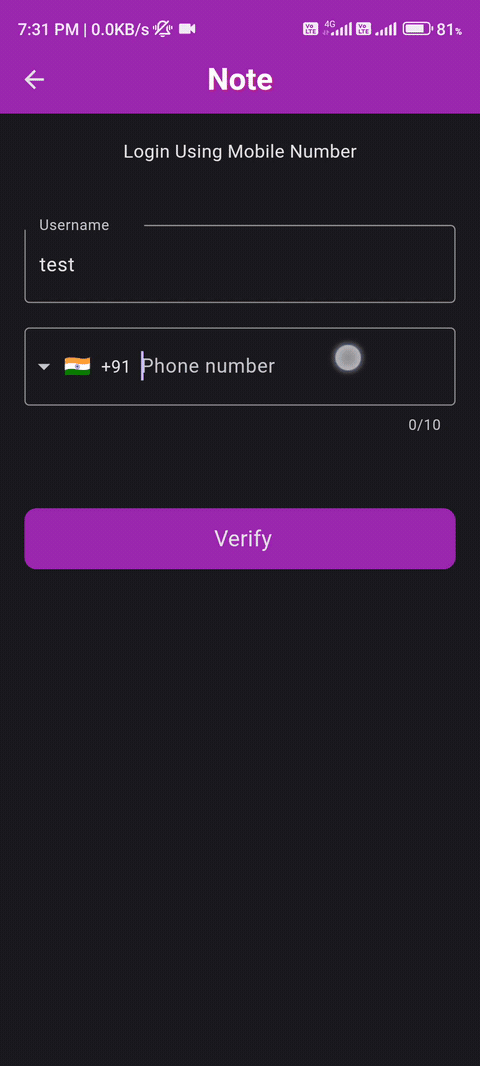 7:31 PM | 0.0KB/s 4G Vo LTE Vo LTE 81%
Note
Login Using Mobile Number
Username
test
+91 Phone number
0/10
Verify